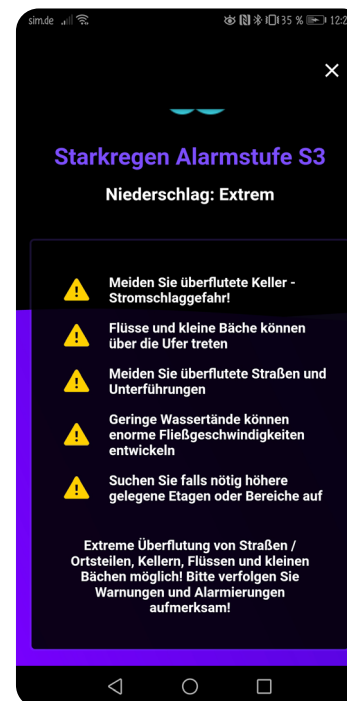 sim.de 35 % 12:2
Starkregen Alarmstufe S3
Niederschlag: Extrem
Meiden Sie überflutete Keller -
Stromschlaggefahr!
Flüsse und kleine Bäche können
über die Ufer treten
Meiden Sie überflutete Straßen und
Unterführungen
Geringe Wassertände können
enorme Fließgeschwindigkeiten
entwickeln
Suchen Sie falls nötig höhere
gelegene Etagen oder Bereiche auf
Extreme Überflutung von Straßen /
Ortsteilen, Kellern, Flüssen und kleinen
Bächen möglich! Bitte verfolgen Sie
Warnungen und Alarmierungen
aufmerksam!